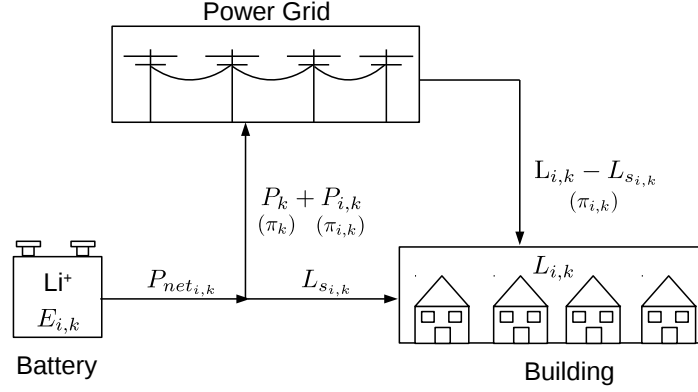 Power Grid
L_{i,k} − L_{s_{i,k}}
(π_{i,k})
P_k + P_{i,k}
(π_k) (π_{i,k})
L_{i,k}
Li⁺
P_{net_{i,k}}
L_{s_{i,k}}
E_{i,k}
Battery
Building